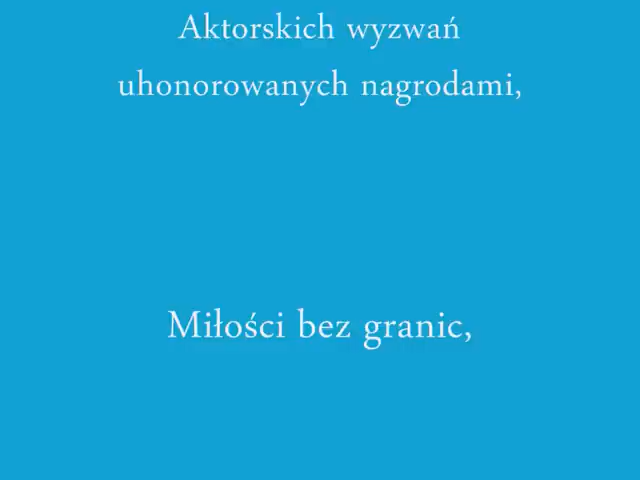 Aktorskich wyzwań
uhonorowanych nagrodami,
Miłości bez granic,